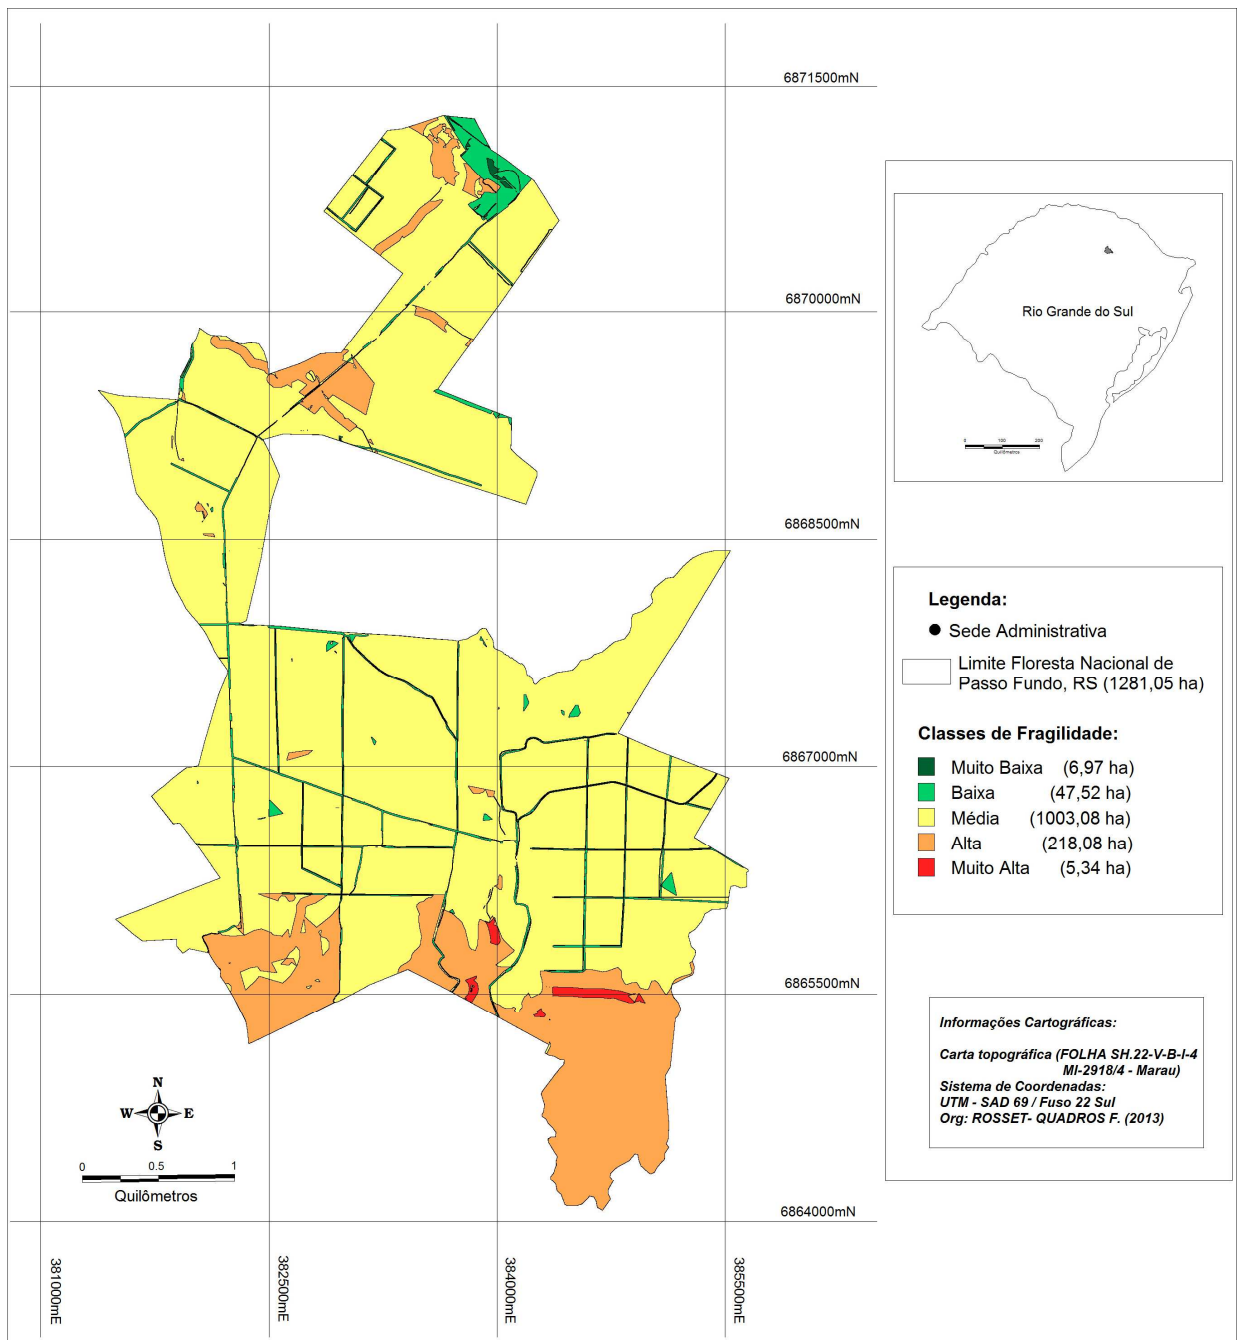 6871500mN
6870000mN
6868500mN
6867000mN
6865500mN
6864000mN
381000mE
382500mE
384000mE
385500mE
N
W E
S
0 0.5 1
Quilômetros
Rio Grande do Sul
0 100 200
Quilômetros
Legenda:
Sede Administrativa
Limite Floresta Nacional de
Passo Fundo, RS (1281,05 ha)
Classes de Fragilidade:
Muito Baixa (6,97 ha)
Baixa (47,52 ha)
Média (1003,08 ha)
Alta (218,08 ha)
Muito Alta (5,34 ha)
Informações Cartográficas:
Carta topográfica (FOLHA SH.22-V-B-I-4
MI-2918/4 - Marau)
Sistema de Coordenadas:
UTM - SAD 69 / Fuso 22 Sul
Org: ROSSET- QUADROS F. (2013)